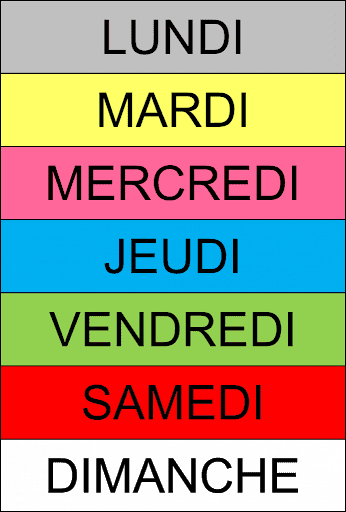 LUNDI
MARDI
MERCREDI
JEUDI
VENDREDI
SAMEDI
DIMANCHE